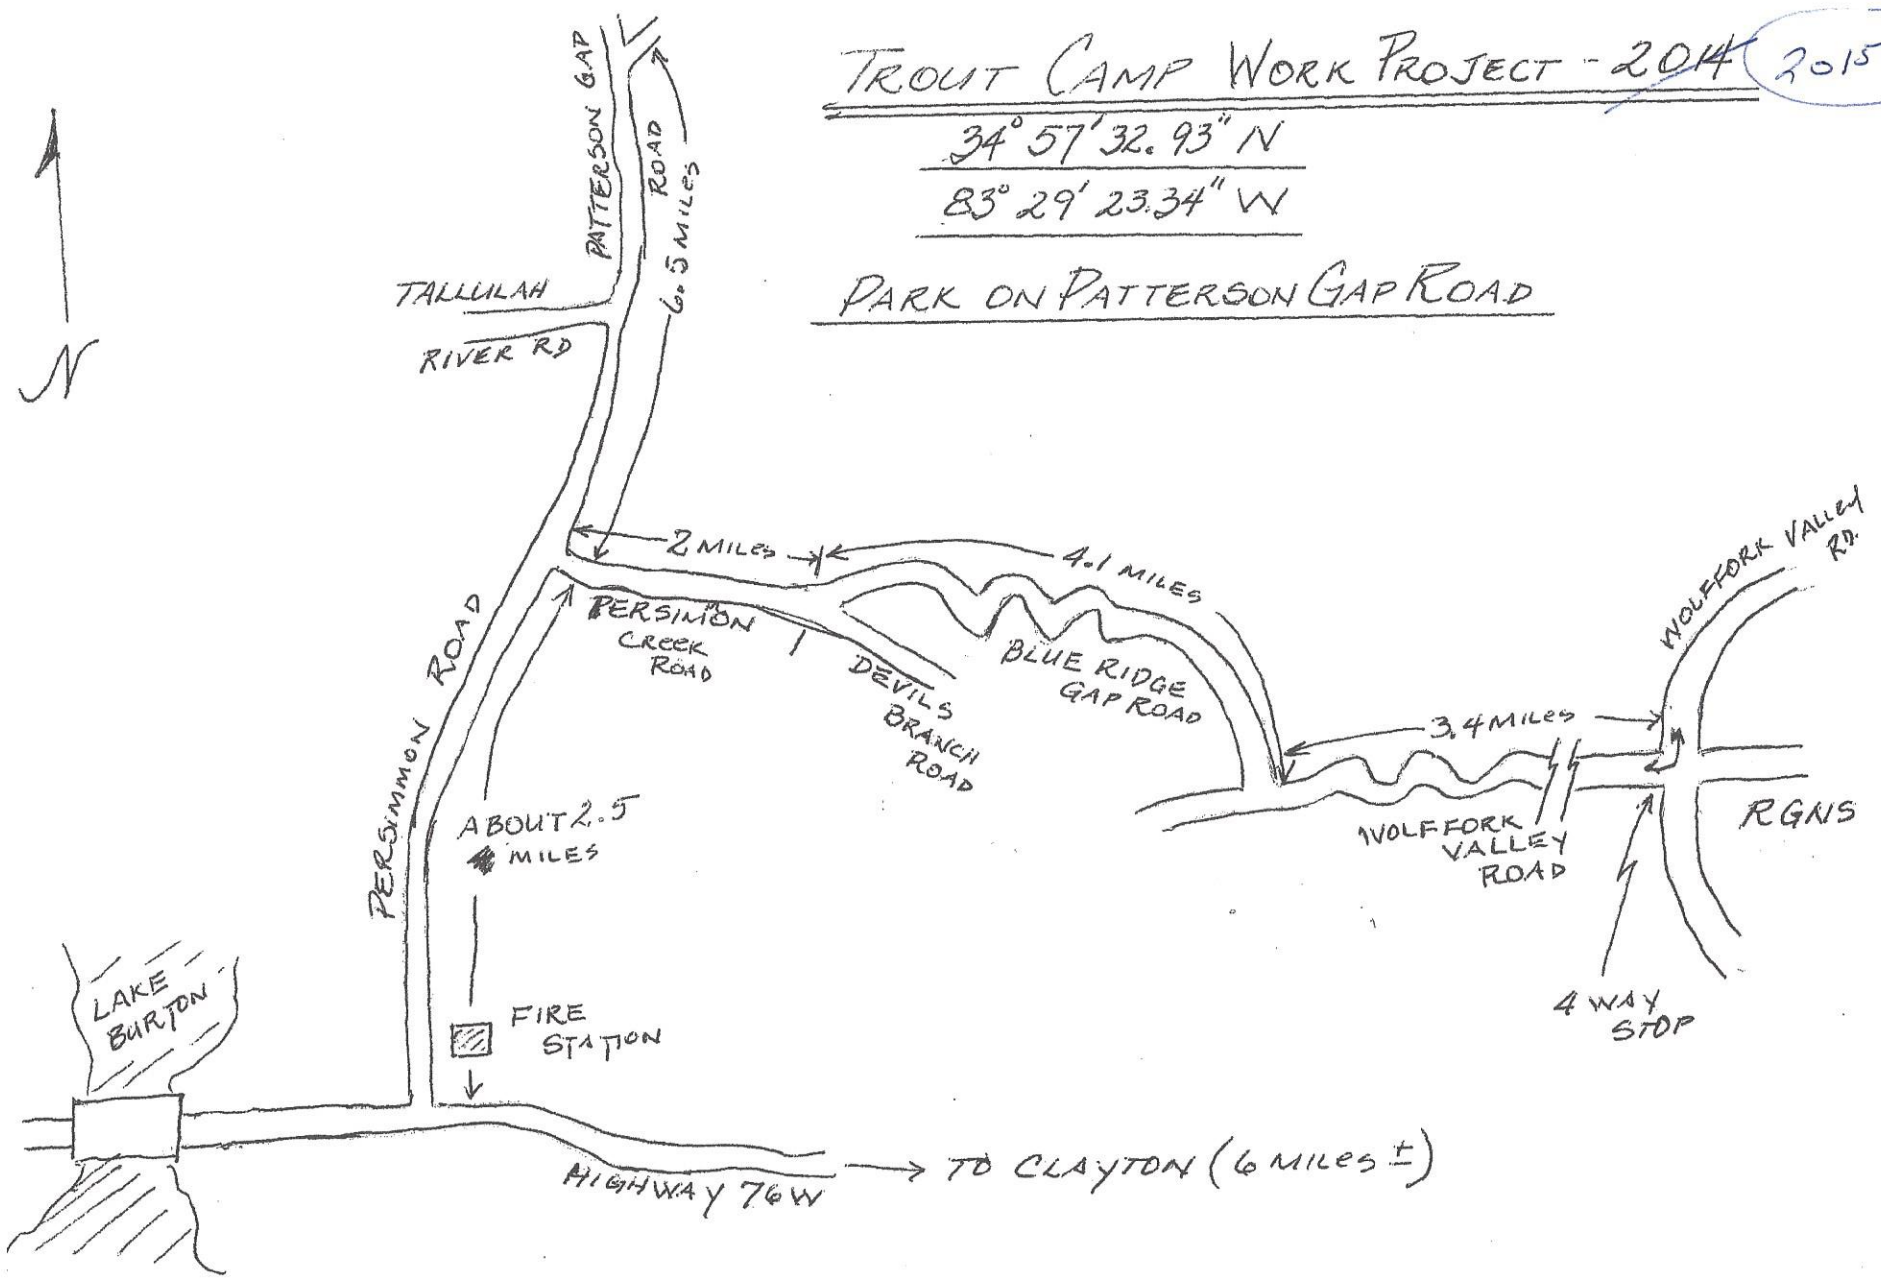 TROUT CAMP WORK PROJECT - 2014 2015
34° 57' 32.93" N
83° 29' 23.34" W
PARK ON PATTERSON GAP ROAD
N
PATTERSON GAP
ROAD
6.5 MILES
TALLULAH
RIVER RD
2 MILES
4.1 MILES
PERSIMON
CREEK
ROAD
DEVILS
BRANCH
ROAD
BLUE RIDGE
GAP ROAD
3.4 MILES
WOLFFORK VALLEY
RD.
WOLFFORK
VALLEY
ROAD
RGNS
4 WAY
STOP
PERSIMMON ROAD
ABOUT 2.5
MILES
FIRE
STATION
LAKE
BURTON
HIGHWAY 76 W
TO CLAYTON (6 MILES ±)